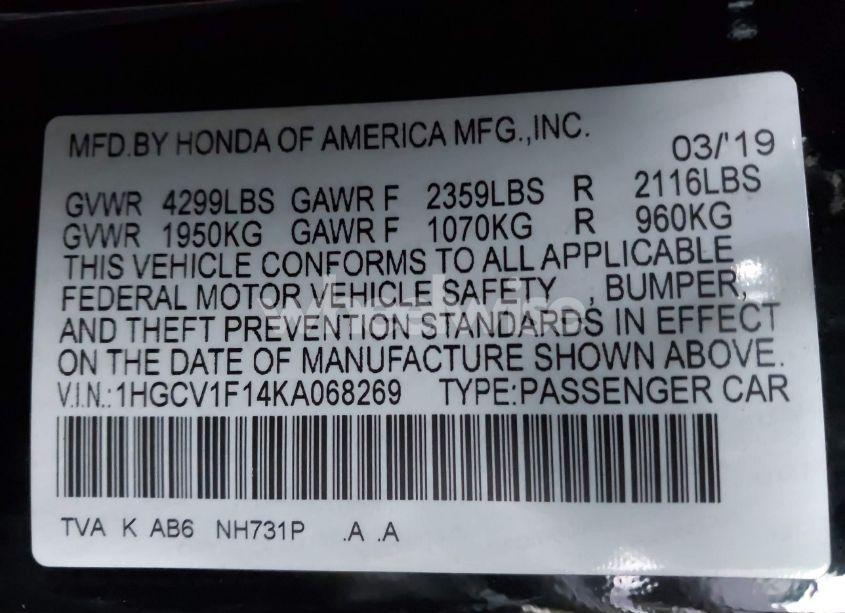 MFD.BY HONDA OF AMERICA MFG.,INC. 03/'19
GVWR 4299LBS GAWR F 2359LBS R 2116LBS
GVWR 1950KG GAWR F 1070KG R 960KG
THIS VEHICLE CONFORMS TO ALL APPLICABLE
FEDERAL MOTOR VEHICLE SAFETY , BUMPER,
AND THEFT PREVENTION STANDARDS IN EFFECT
ON THE DATE OF MANUFACTURE SHOWN ABOVE.
V.I.N.:1HGCV1F14KA068269 TYPE:PASSENGER CAR
TVA K AB6 NH731P .A .A